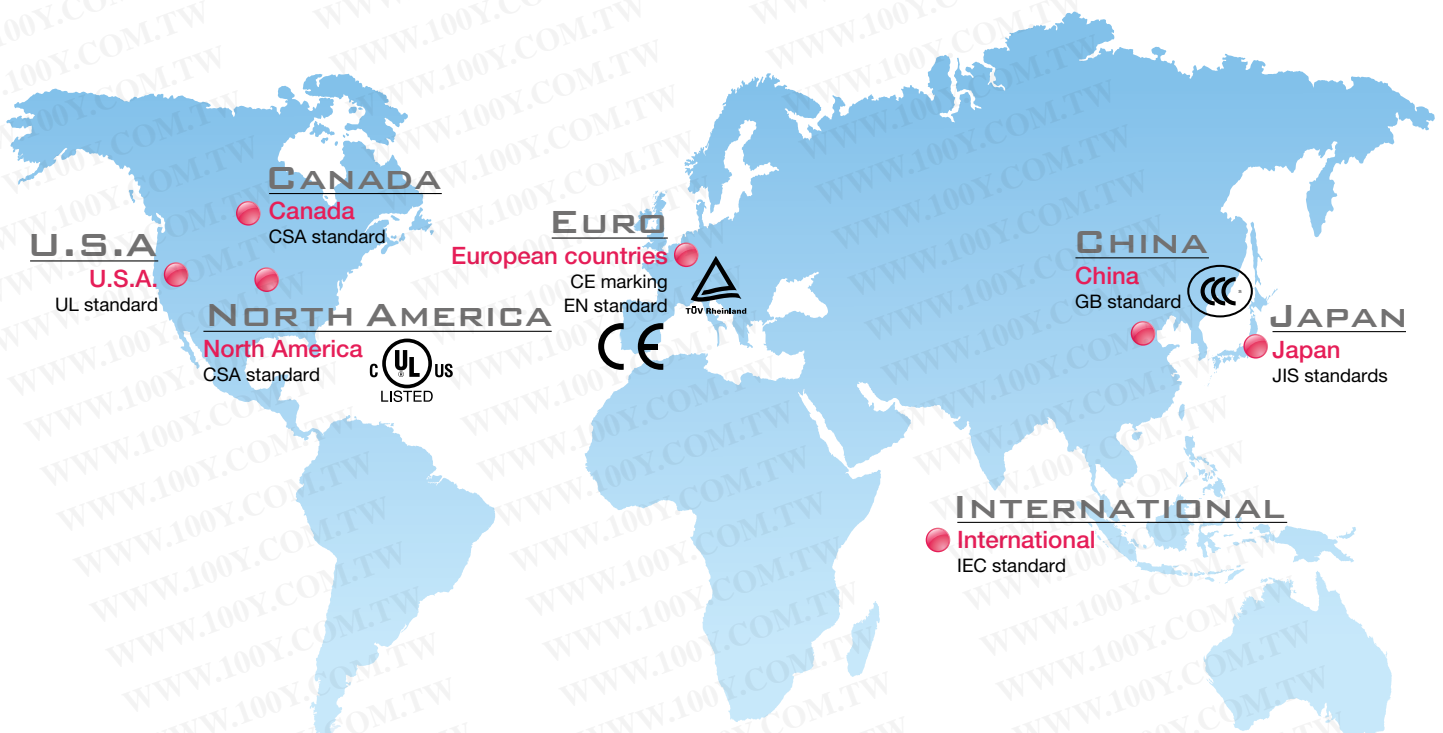 CANADA
Canada
CSA standard
U.S.A
U.S.A.
UL standard
NORTH AMERICA
North America
CSA standard
C UL ® US
LISTED
EURO
European countries
CE marking
EN standard
TÜV Rheinland
CE
CHINA
China
GB standard
CCC
JAPAN
Japan
JIS standards
INTERNATIONAL
International
IEC standard
WWW.100Y.COM.TW